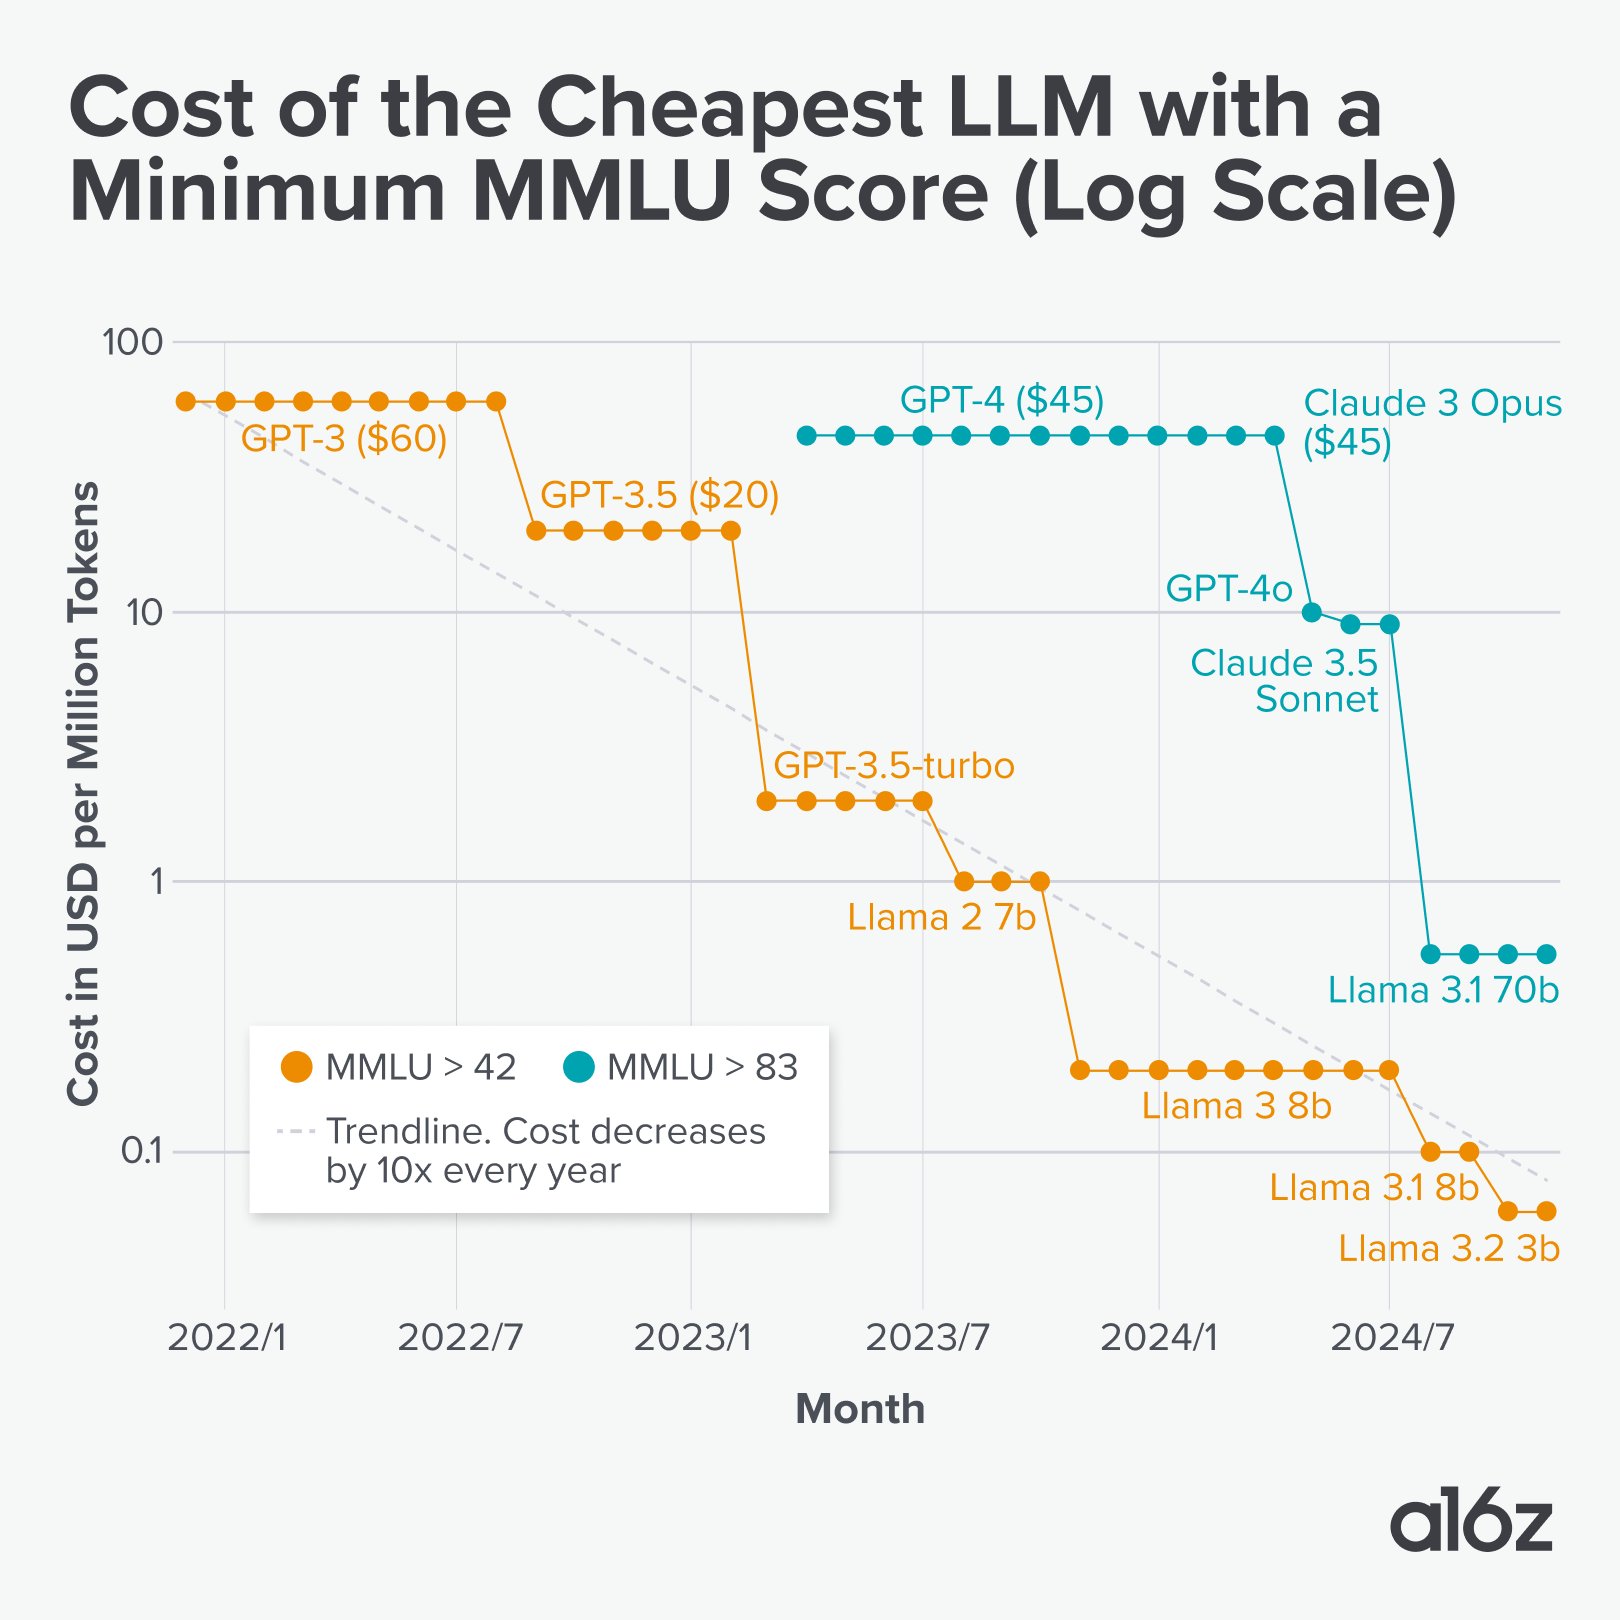 Cost of the Cheapest LLM with a
Minimum MMLU Score (Log Scale)
Cost in USD per Million Tokens
100
10
1
0.1
GPT-3 ($60)
GPT-3.5 ($20)
GPT-3.5-turbo
Llama 2 7b
Llama 3 8b
Llama 3.1 8b
Llama 3.2 3b
GPT-4 ($45)
Claude 3 Opus
($45)
GPT-4o
Claude 3.5
Sonnet
Llama 3.1 70b
MMLU > 42
MMLU > 83
Trendline. Cost decreases
by 10x every year
2022/1
2022/7
2023/1
2023/7
2024/1
2024/7
Month
a16z